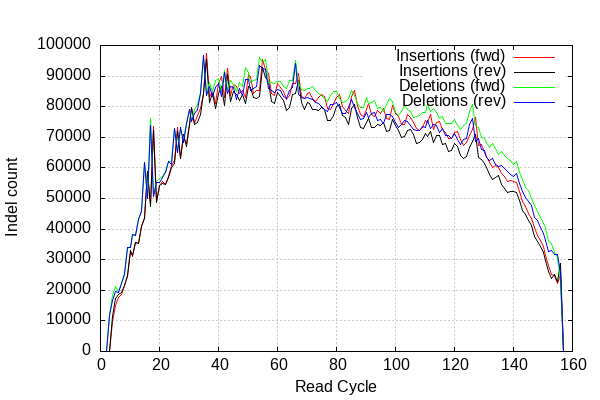 100000
90000
80000
70000
60000
50000
40000
30000
20000
10000
0
Indel count
Insertions (fwd)
Insertions (rev)
Deletions (fwd)
Deletions (rev)
0 20 40 60 80 100 120 140 160
Read Cycle